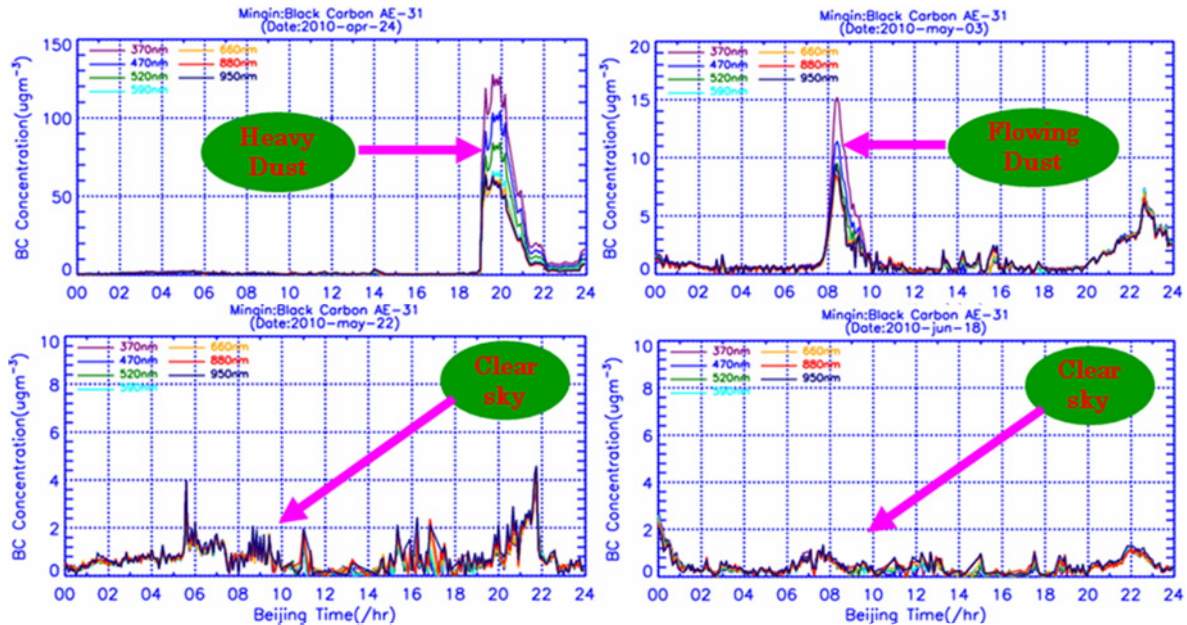 Minqin:Black Carbon AE-31
(Date:2010-apr-24)
BC Concentration(ugm⁻³)
150
100
50
0
370nm 660nm
470nm 880nm
520nm 950nm
590nm
Heavy
Dust
00 02 04 06 08 10 12 14 16 18 20 22 24
Minqin:Black Carbon AE-31
(Date:2010-may-03)
BC Concentration(ugm⁻³)
20
15
10
5
0
370nm 660nm
470nm 880nm
520nm 950nm
590nm
Flowing
Dust
00 02 04 06 08 10 12 14 16 18 20 22 24
Minqin:Black Carbon AE-31
(Date:2010-may-22)
BC Concentration(ugm⁻³)
10
8
6
4
2
0
370nm 660nm
470nm 880nm
520nm 950nm
590nm
Clear
sky
00 02 04 06 08 10 12 14 16 18 20 22 24
Beijing Time(/hr)
Minqin:Black Carbon AE-31
(Date:2010-jun-18)
BC Concentration(ugm⁻³)
10
8
6
4
2
0
370nm 660nm
470nm 880nm
520nm 950nm
590nm
Clear
sky
00 02 04 06 08 10 12 14 16 18 20 22 24
Beijing Time(/hr)